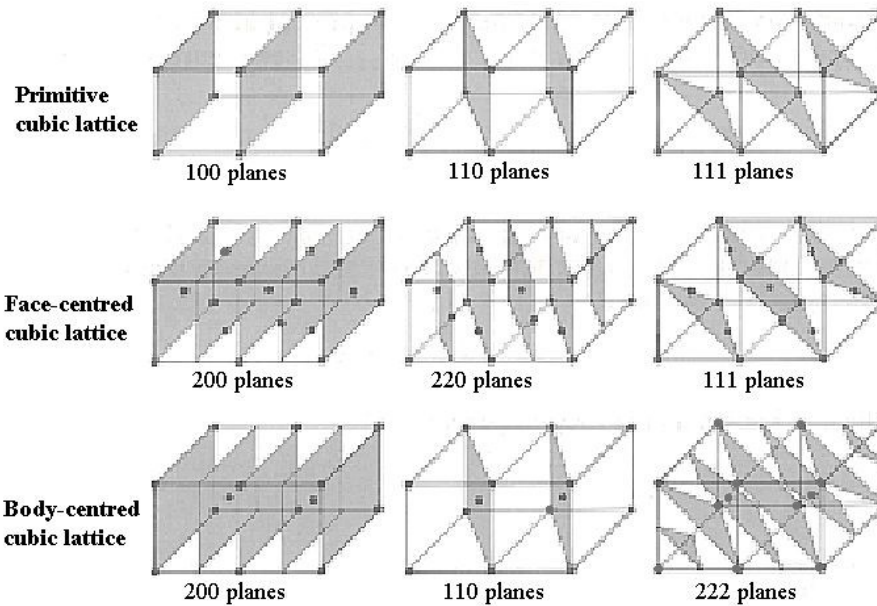 Primitive
cubic lattice
100 planes
110 planes
111 planes
Face-centred
cubic lattice
200 planes
220 planes
111 planes
Body-centred
cubic lattice
200 planes
110 planes
222 planes